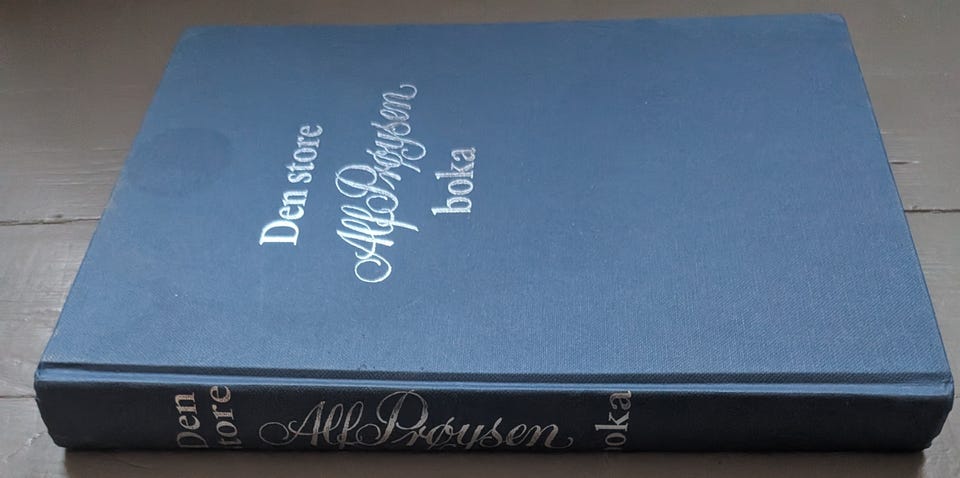 Den store
Alf Prøysen
boka
Den
store
Alf Prøysen
boka